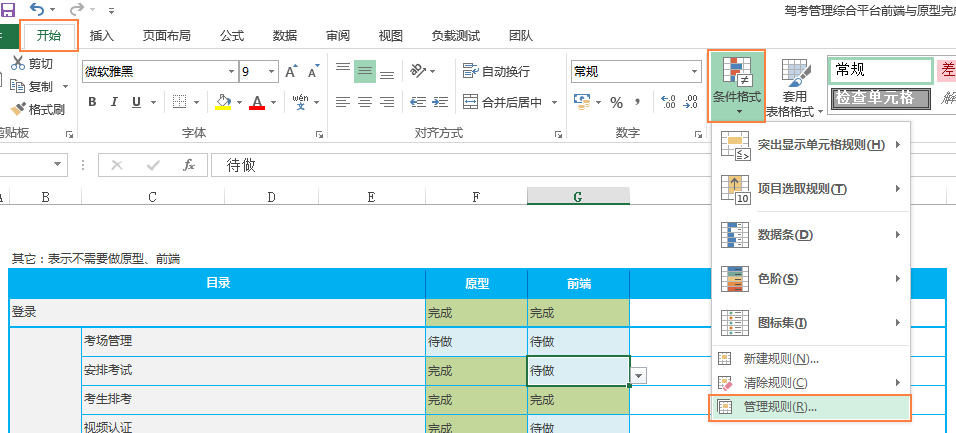 驾考管理综合平台前端与原型完成
开始 插入 页面布局 公式 数据 审阅 视图 负载测试 团队
剪切
复制
格式刷
剪贴板
微软雅黑 9 A A
B I U A wén 文
字体
自动换行
合并后居中
对齐方式
常规
% , .0 .00 .00 .0
数字
条件格式
套用
表格格式
常规 差
检查单元格 解
fx 待做
A B C D E F G
突出显示单元格规则(H)
项目选取规则(T)
数据条(D)
色阶(S)
图标集(I)
新建规则(N)...
清除规则(C)
管理规则(R)...
其它：表示不需要做原型、前端
目录 原型 前端
登录 完成 完成
考场管理 待做 待做
安排考试 完成 待做
考生排考 完成 完成
视频认证 完成 待做